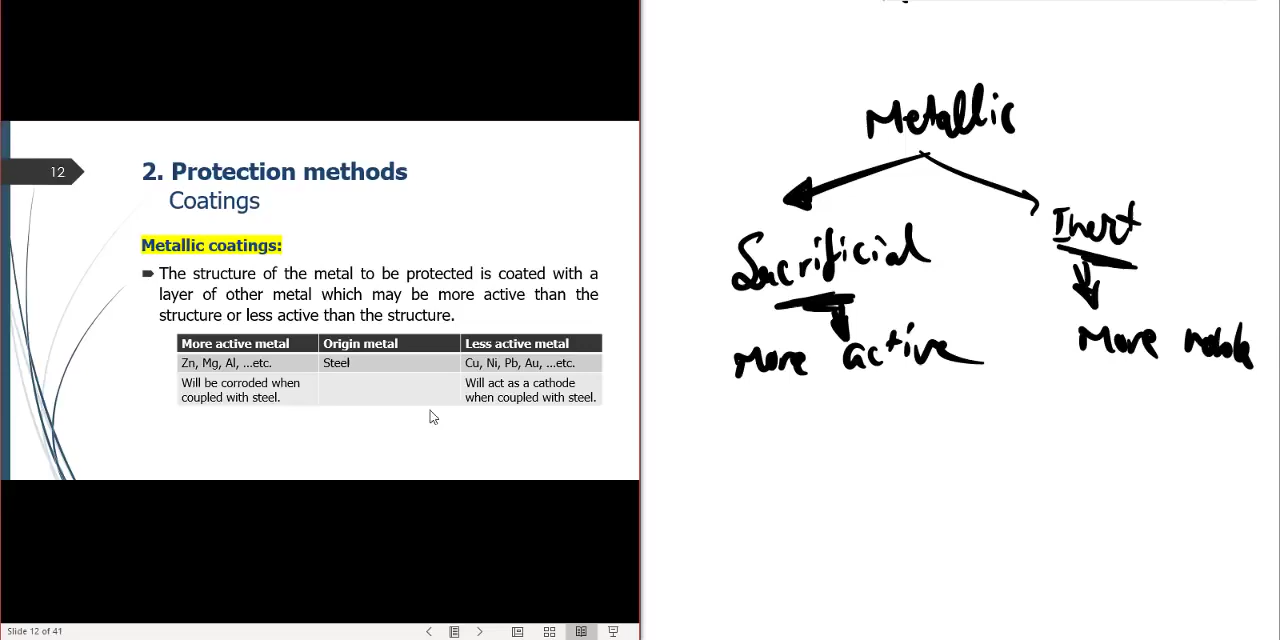 12
2. Protection methods
Coatings
Metallic coatings:
The structure of the metal to be protected is coated with a
layer of other metal which may be more active than the
structure or less active than the structure.
More active metal Origin metal Less active metal
Zn, Mg, Al, ...etc. Steel Cu, Ni, Pb, Au, ...etc.
Will be corroded when Will act as a cathode
coupled with steel. when coupled with steel.
Slide 12 of 41
Metallic
Sacrificial Inert
More active More